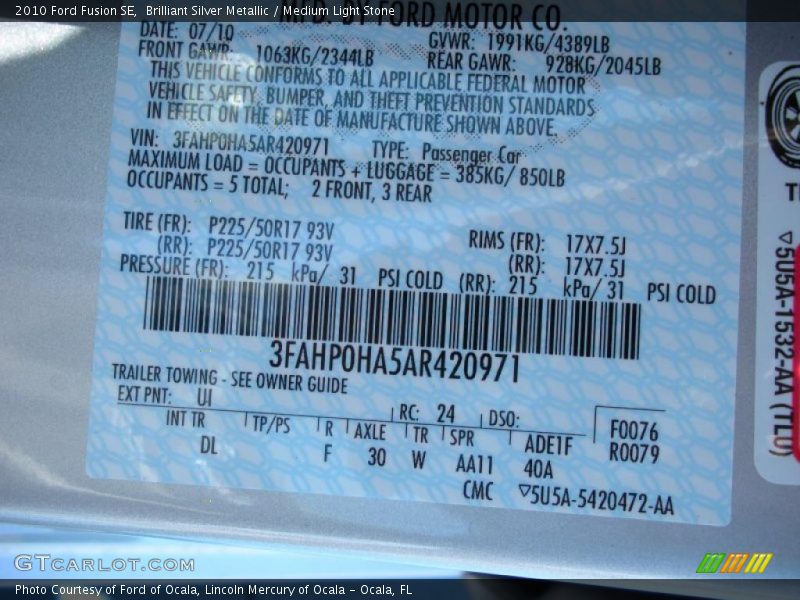 2010 Ford Fusion SE, Brilliant Silver Metallic / Medium Light Stone
MFD. BY FORD MOTOR CO.
DATE: 07/10 GVWR: 1991KG/4389LB
FRONT GAWR: 1063KG/2344LB REAR GAWR: 928KG/2045LB
THIS VEHICLE CONFORMS TO ALL APPLICABLE FEDERAL MOTOR
VEHICLE SAFETY, BUMPER, AND THEFT PREVENTION STANDARDS
IN EFFECT ON THE DATE OF MANUFACTURE SHOWN ABOVE.
VIN: 3FAHP0HA5AR420971 TYPE: Passenger Car
MAXIMUM LOAD = OCCUPANTS + LUGGAGE = 385KG/ 850LB
OCCUPANTS = 5 TOTAL; 2 FRONT, 3 REAR
TIRE (FR): P225/50R17 93V RIMS (FR): 17X7.5J
(RR): P225/50R17 93V (RR): 17X7.5J
PRESSURE (FR): 215 kPa/ 31 PSI COLD (RR): 215 kPa/ 31 PSI COLD
3FAHP0HA5AR420971
TRAILER TOWING - SEE OWNER GUIDE
EXT PNT: UI RC: 24 DSO: F0076
INT TR TP/PS R AXLE TR SPR ADE1F R0079
DL F 30 W AA11 40A
CMC ▽5U5A-5420472-AA
▽5U5A-1532-AA (TLO)
GTCARLOT.COM
Photo Courtesy of Ford of Ocala, Lincoln Mercury of Ocala - Ocala, FL